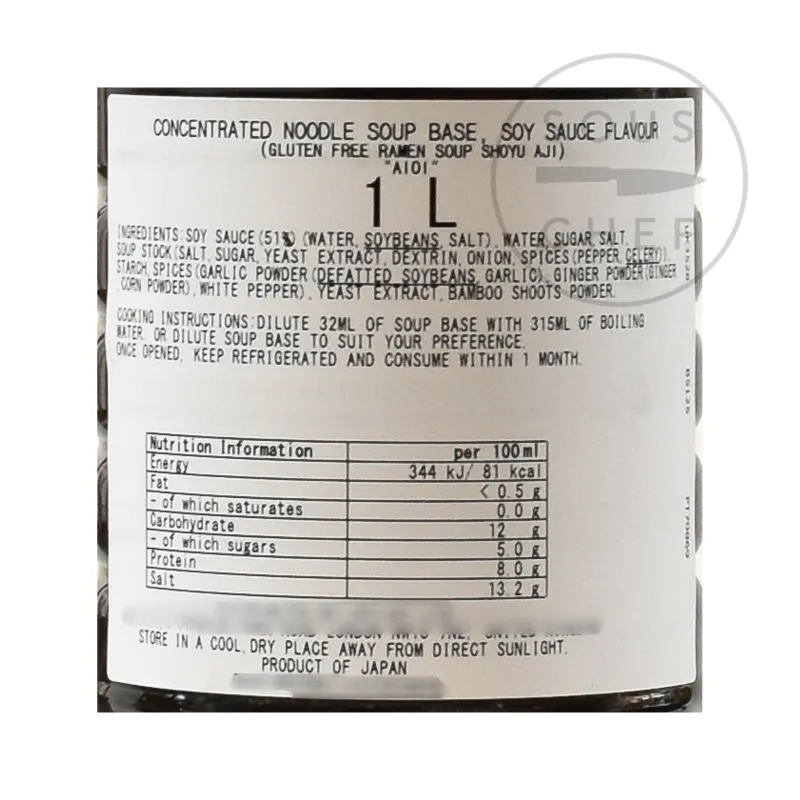 CONCENTRATED NOODLE SOUP BASE, SOY SAUCE FLAVOUR
(GLUTEN FREE RAMEN SOUP SHOYU AJI)
"A101"
1 L
SOUS
CHEF
INGREDIENTS:SOY SAUCE(51%)(WATER, SOYBEANS, SALT), WATER, SUGAR, SALT,
SOUP STOCK(SALT, SUGAR, YEAST EXTRACT, DEXTRIN, ONION, SPICES(PEPPER, CELERY)),
STARCH, SPICES(GARLIC POWDER(DEFATTED SOYBEANS, GARLIC), GINGER POWDER(GINGER
,CORN POWDER), WHITE PEPPER), YEAST EXTRACT, BAMBOO SHOOTS POWDER.
COOKING INSTRUCTIONS:DILUTE 32ML OF SOUP BASE WITH 315ML OF BOILING
WATER. OR DILUTE SOUP BASE TO SUIT YOUR PREFERENCE.
ONCE OPENED, KEEP REFRIGERATED AND CONSUME WITHIN 1 MONTH.
Nutrition Information per 100ml
Energy 344 kJ/ 81 kcal
Fat < 0.5 g
- of which saturates 0.0 g
Carbohydrate 12 g
- of which sugars 5.0 g
Protein 8.0 g
Salt 13.2 g
STORE IN A COOL, DRY PLACE AWAY FROM DIRECT SUNLIGHT.
PRODUCT OF JAPAN